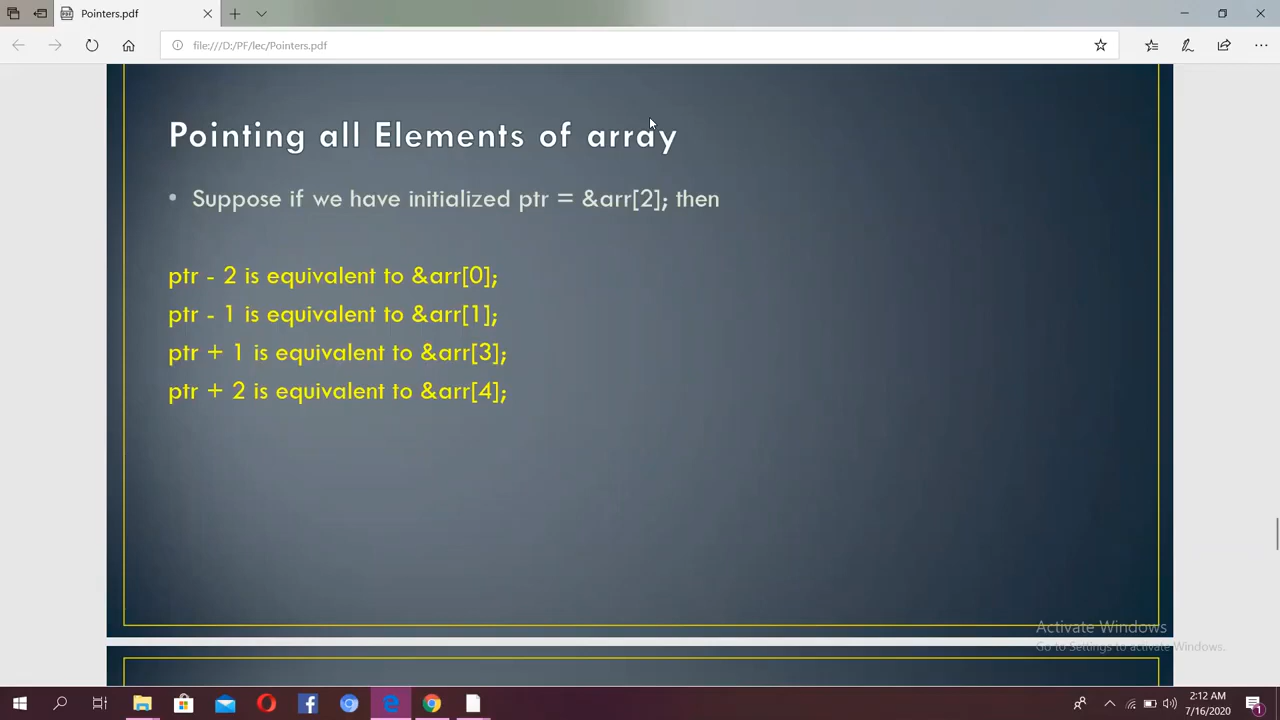 Pointers.pdf
file:///D:/PF/lec/Pointers.pdf
Pointing all Elements of array
• Suppose if we have initialized ptr = &arr[2]; then
ptr - 2 is equivalent to &arr[0];
ptr - 1 is equivalent to &arr[1];
ptr + 1 is equivalent to &arr[3];
ptr + 2 is equivalent to &arr[4];
Activate Windows
Go to Settings to activate Windows.
2:12 AM
7/16/2020
1